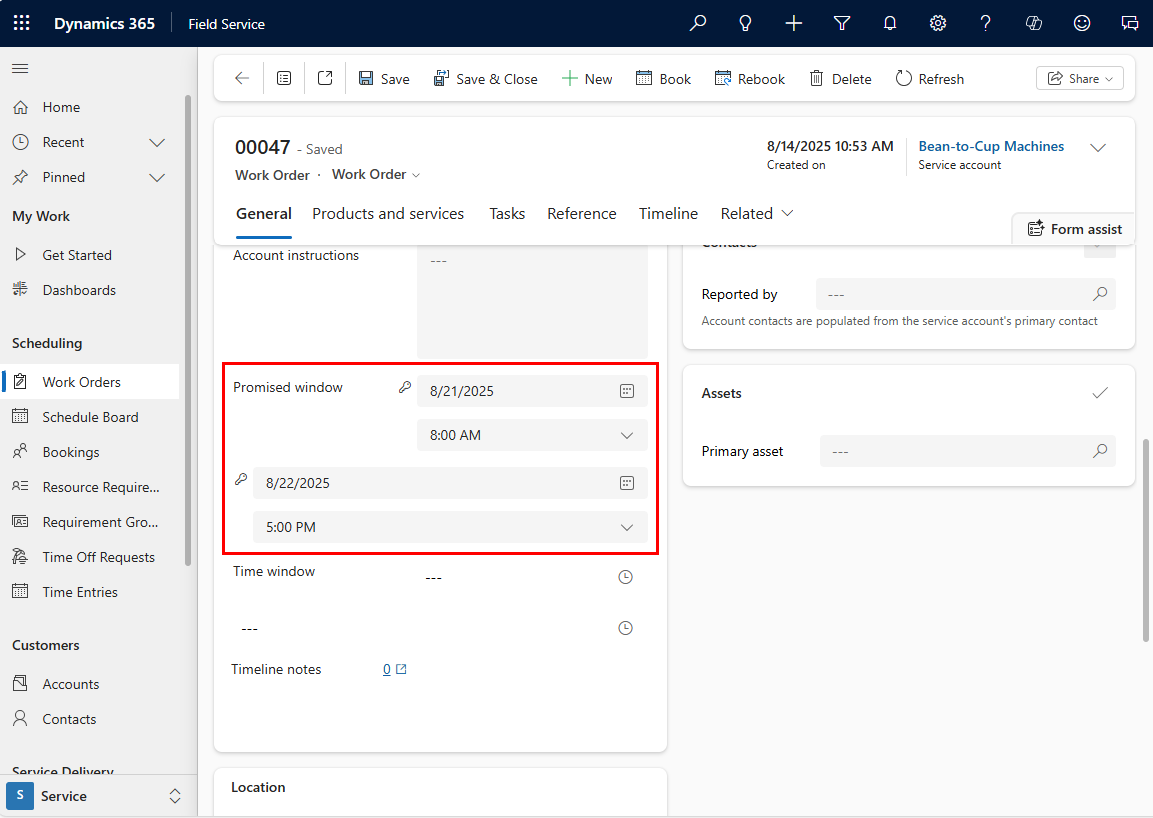 Dynamics 365 Field Service
Save Save & Close New Book Rebook Delete Refresh Share
Home
Recent
Pinned
My Work
Get Started
Dashboards
Scheduling
Work Orders
Schedule Board
Bookings
Resource Require...
Requirement Gro...
Time Off Requests
Time Entries
Customers
Accounts
Contacts
Service Delivery
S Service
00047 - Saved
Work Order · Work Order
8/14/2025 10:53 AM
Created on
Bean-to-Cup Machines
Service account
General Products and services Tasks Reference Timeline Related
Form assist
Account instructions ---
Promised window 8/21/2025
8:00 AM
8/22/2025
5:00 PM
Time window ---
---
Timeline notes 0
Location
Contacts
Reported by ---
Account contacts are populated from the service account's primary contact
Assets
Primary asset ---